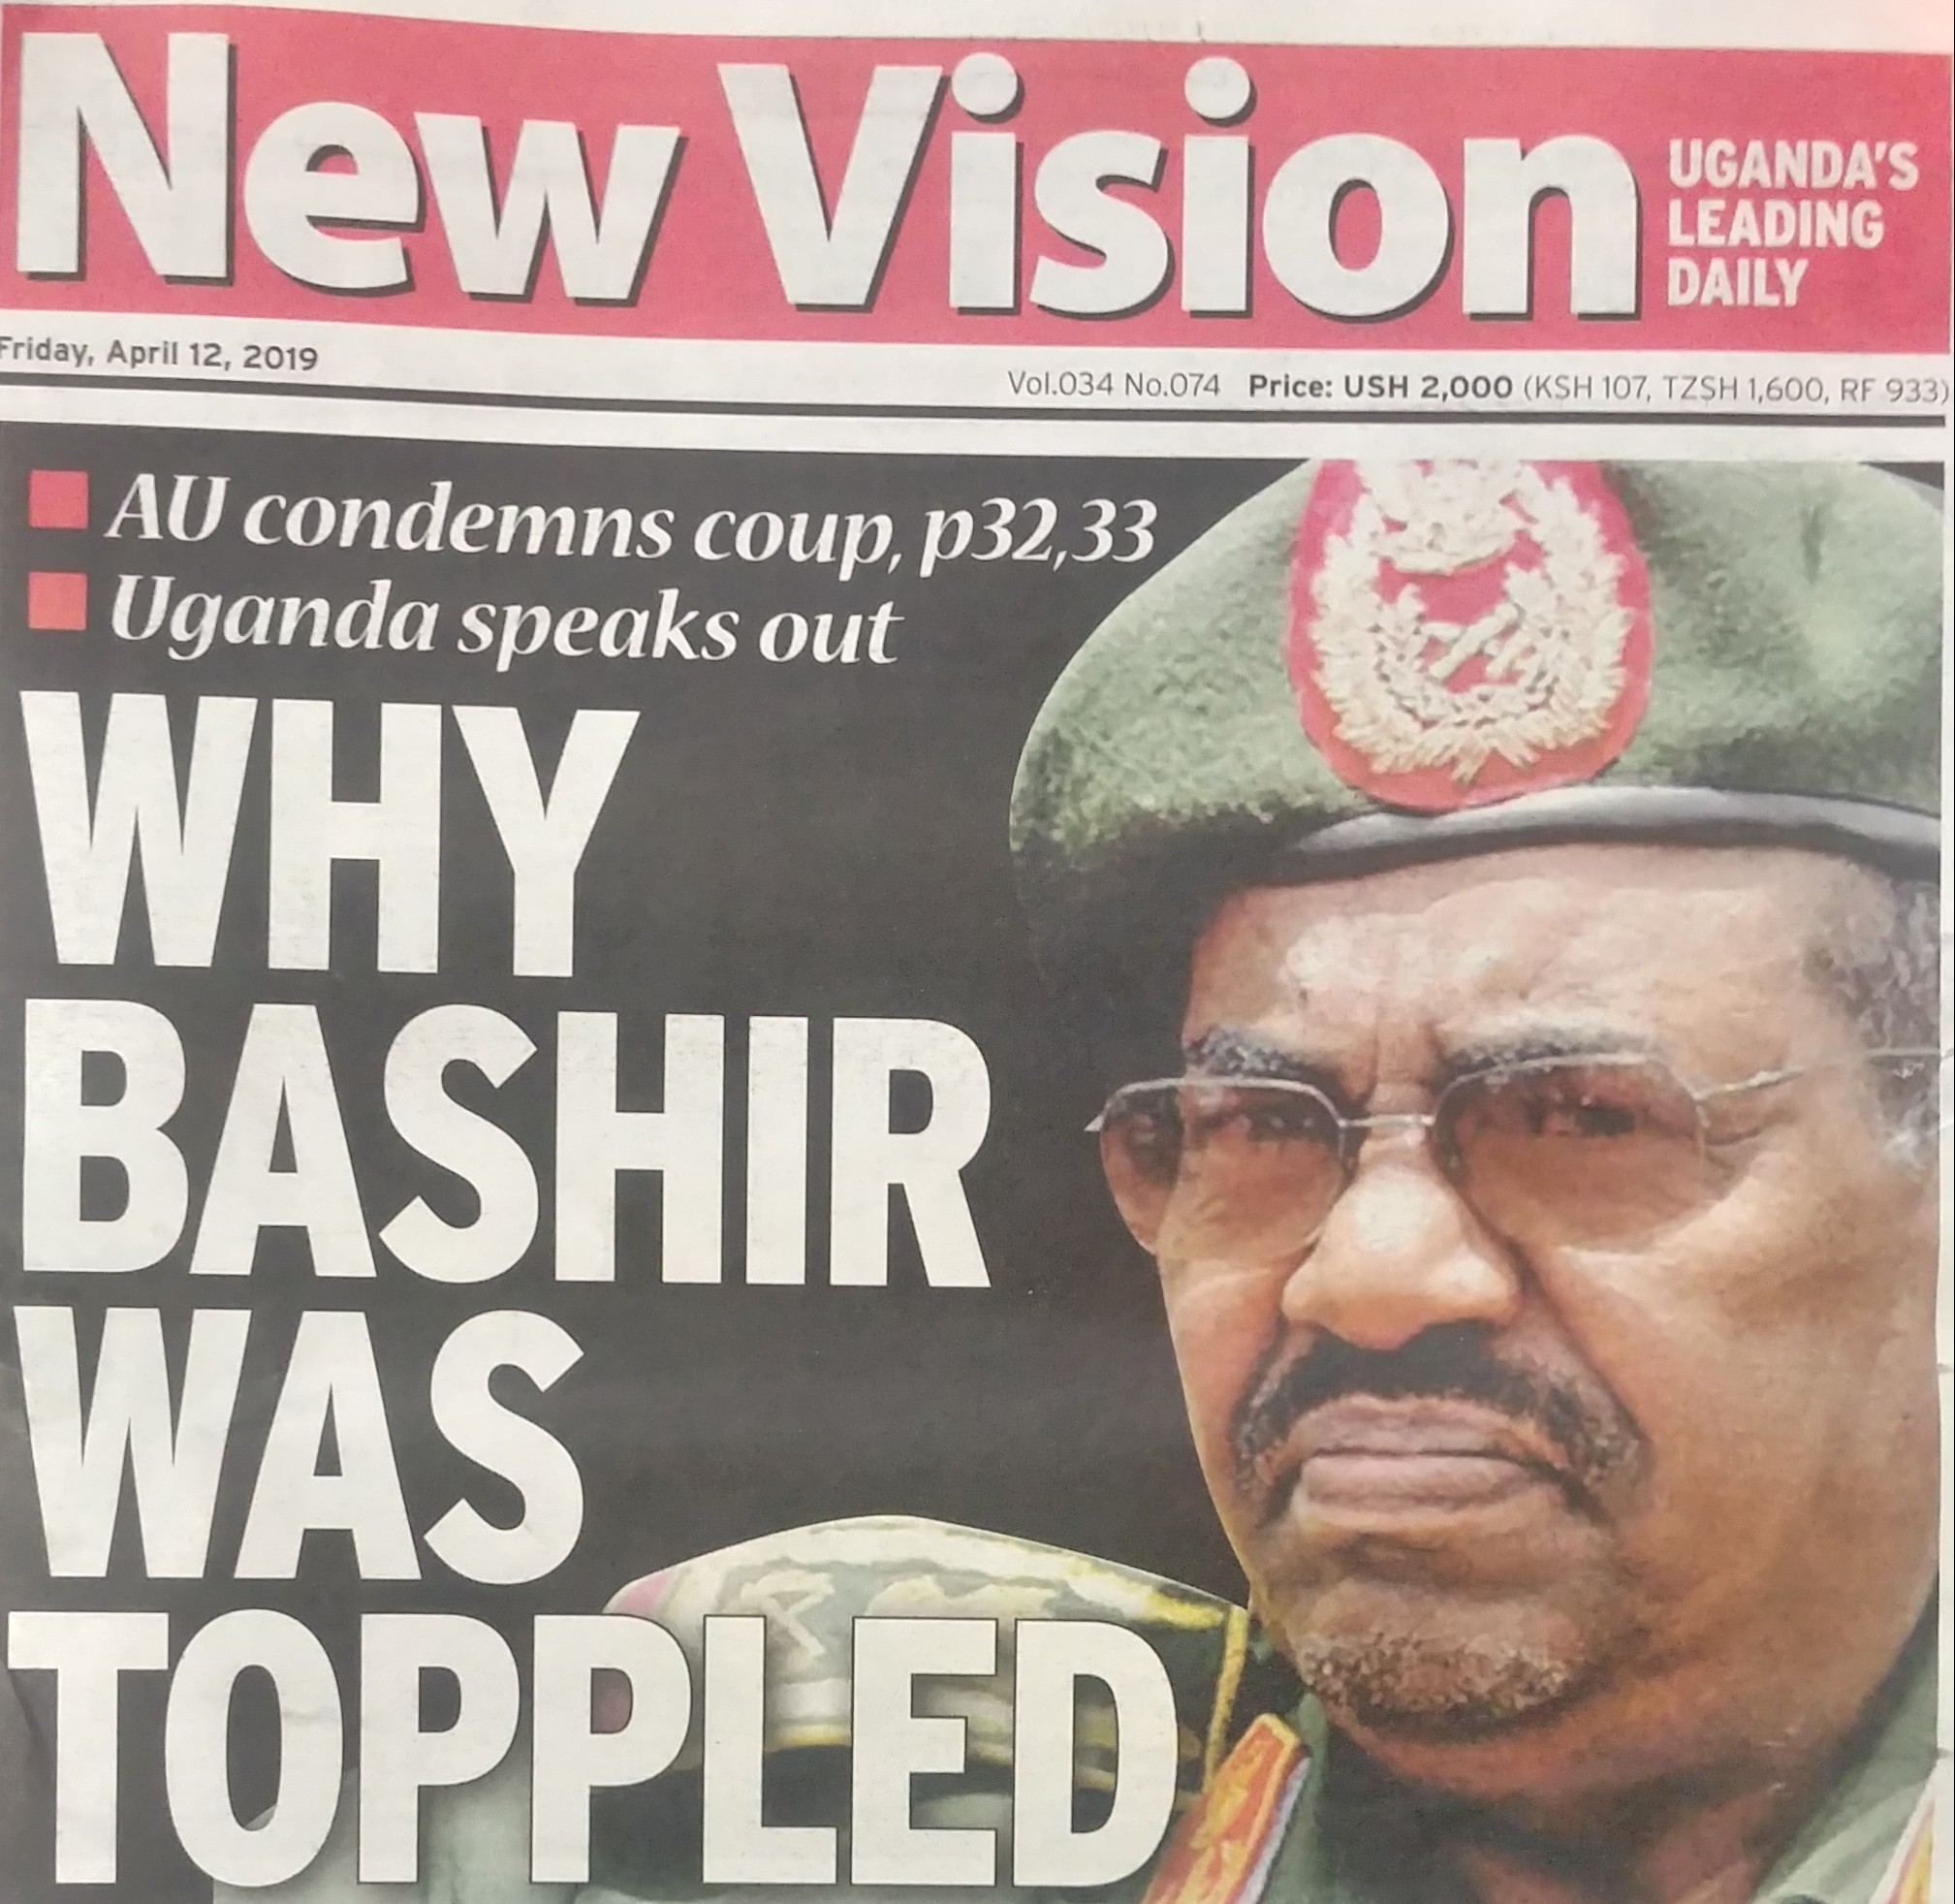 New Vision
UGANDA'S
LEADING
DAILY
Friday, April 12, 2019
Vol.034 No.074 Price: USH 2,000 (KSH 107, TZSH 1,600, RF 933)
AU condemns coup, p32,33
Uganda speaks out
WHY
BASHIR
WAS
TOPPLED